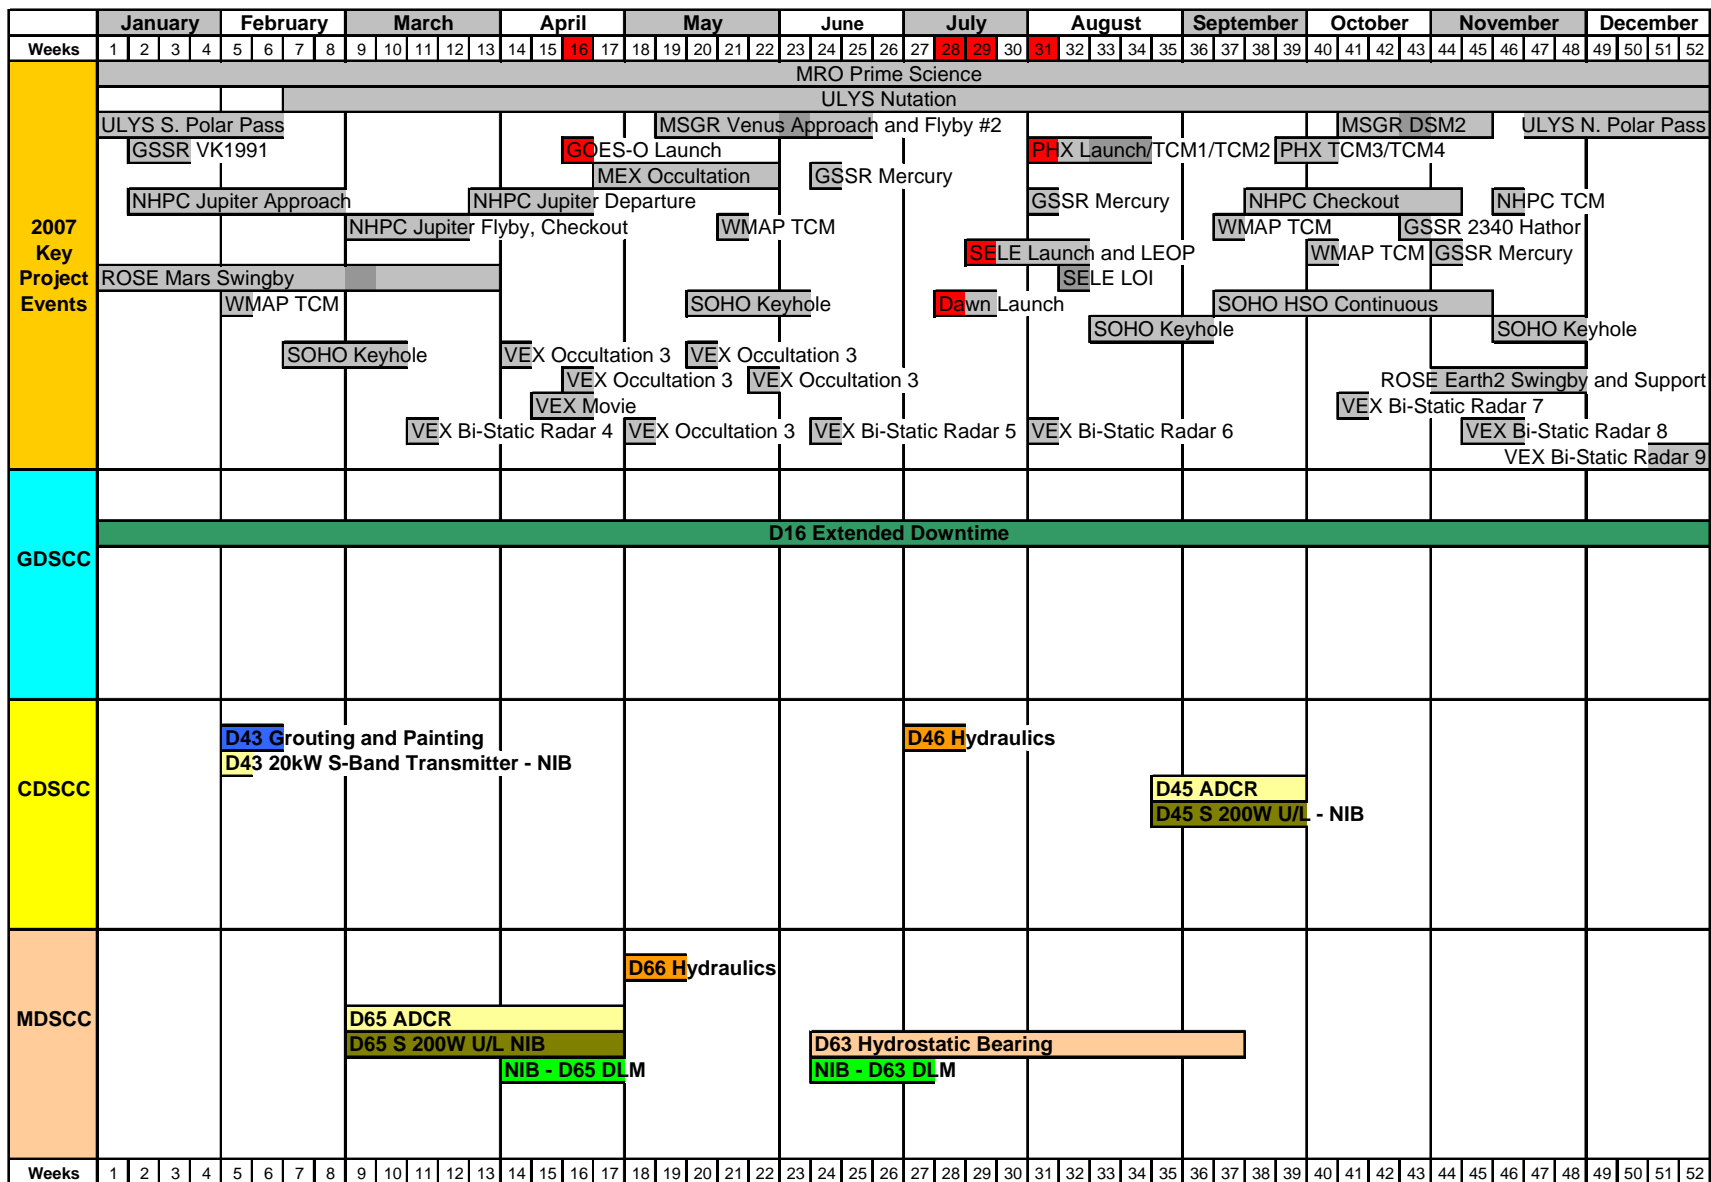 January February March April May June July August September October November December
Weeks 1 2 3 4 5 6 7 8 9 10 11 12 13 14 15 16 17 18 19 20 21 22 23 24 25 26 27 28 29 30 31 32 33 34 35 36 37 38 39 40 41 42 43 44 45 46 47 48 49 50 51 52
MRO Prime Science
ULYS Nutation
ULYS S. Polar Pass MSGR Venus Approach and Flyby #2 MSGR DSM2 ULYS N. Polar Pass
GSSR VK1991 GOES-O Launch PHX Launch/TCM1/TCM2 PHX TCM3/TCM4
MEX Occultation GSSR Mercury
NHPC Jupiter Approach NHPC Jupiter Departure GSSR Mercury NHPC Checkout NHPC TCM
2007 NHPC Jupiter Flyby, Checkout WMAP TCM WMAP TCM GSSR 2340 Hathor
Key SELE Launch and LEOP WMAP TCM GSSR Mercury
Project ROSE Mars Swingby SELE LOI
Events WMAP TCM SOHO Keyhole Dawn Launch SOHO HSO Continuous
SOHO Keyhole SOHO Keyhole
SOHO Keyhole VEX Occultation 3 VEX Occultation 3
VEX Occultation 3 VEX Occultation 3 ROSE Earth2 Swingby and Support
VEX Movie VEX Bi-Static Radar 7
VEX Bi-Static Radar 4 VEX Occultation 3 VEX Bi-Static Radar 5 VEX Bi-Static Radar 6 VEX Bi-Static Radar 8
VEX Bi-Static Radar 9
D16 Extended Downtime
GDSCC
D43 Grouting and Painting D46 Hydraulics
D43 20kW S-Band Transmitter - NIB
CDSCC D45 ADCR
D45 S 200W U/L - NIB
D66 Hydraulics
MDSCC D65 ADCR
D65 S 200W U/L NIB D63 Hydrostatic Bearing
NIB - D65 DLM NIB - D63 DLM
Weeks 1 2 3 4 5 6 7 8 9 10 11 12 13 14 15 16 17 18 19 20 21 22 23 24 25 26 27 28 29 30 31 32 33 34 35 36 37 38 39 40 41 42 43 44 45 46 47 48 49 50 51 52